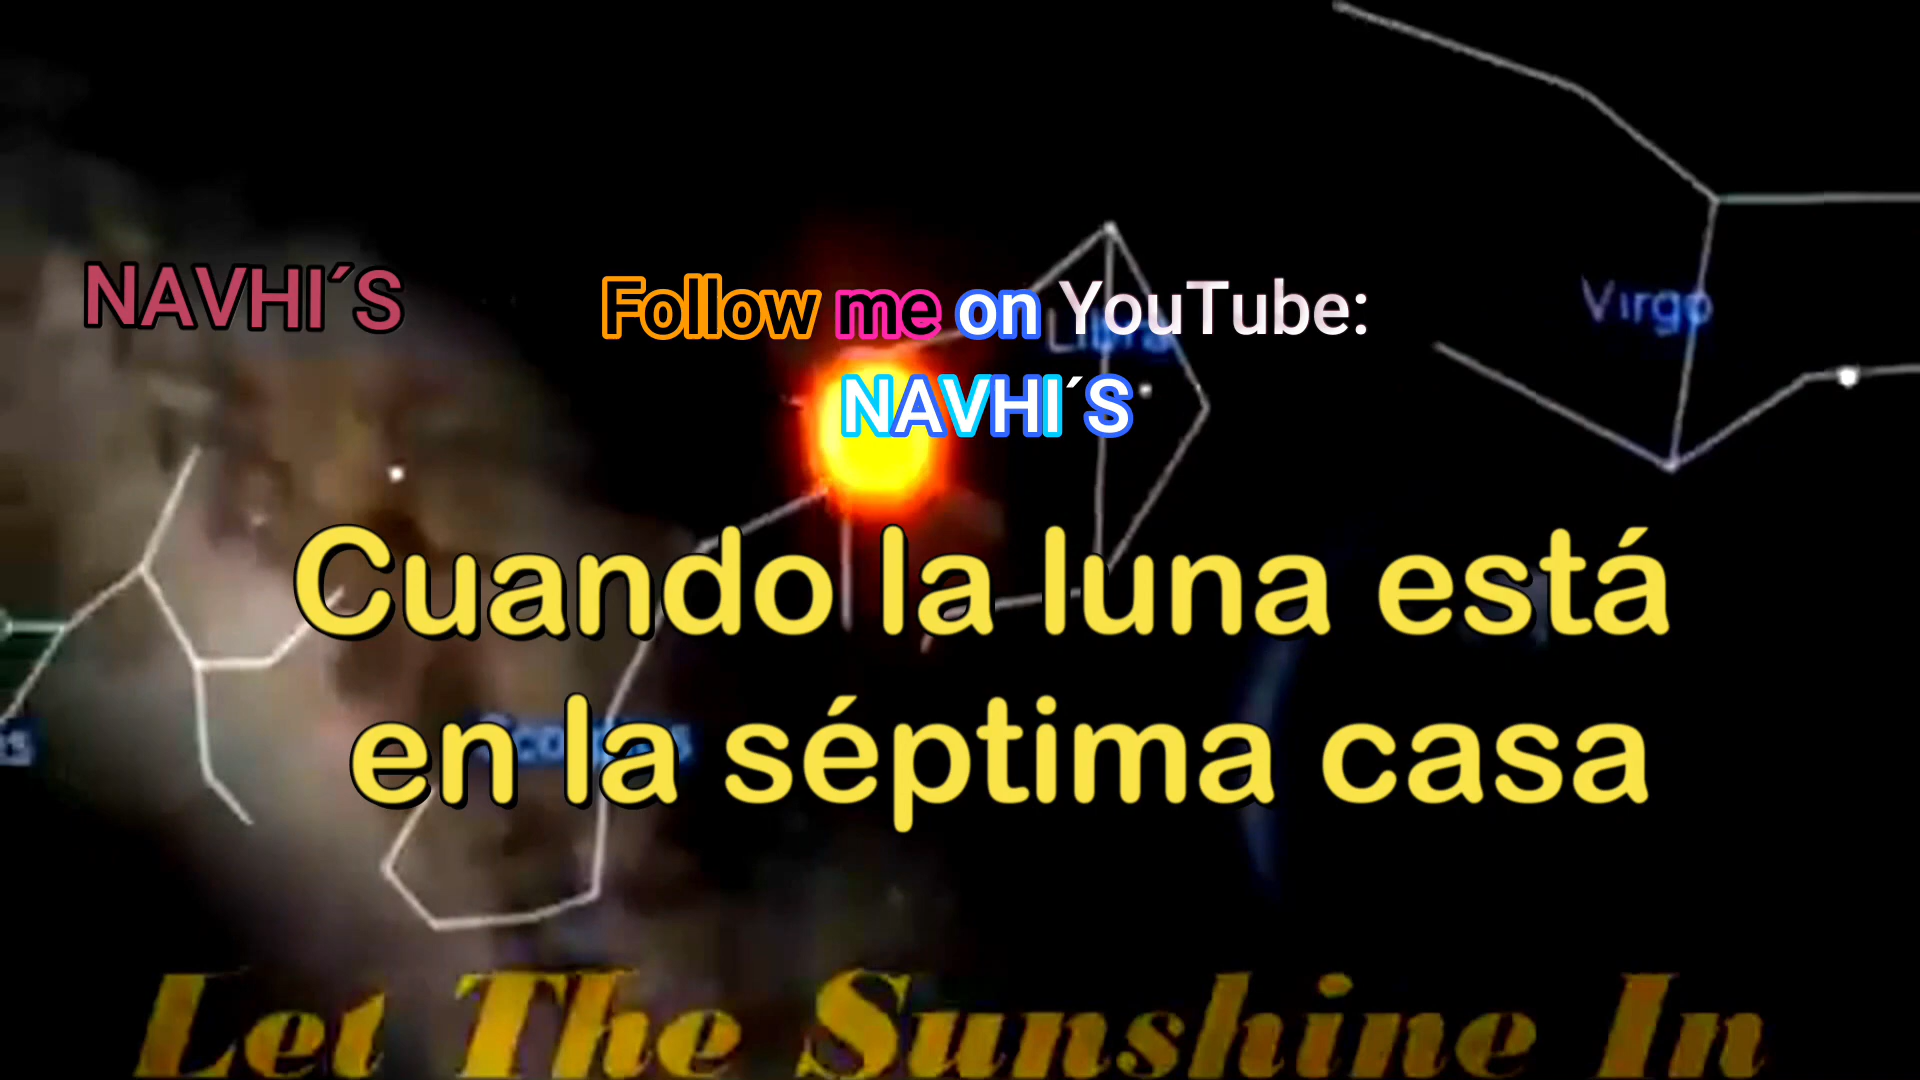 NAVHI´S
Follow me on YouTube:
NAVHI´S
Virgo
Libra
Cuando la luna está
en la séptima casa
Let The Sunshine In